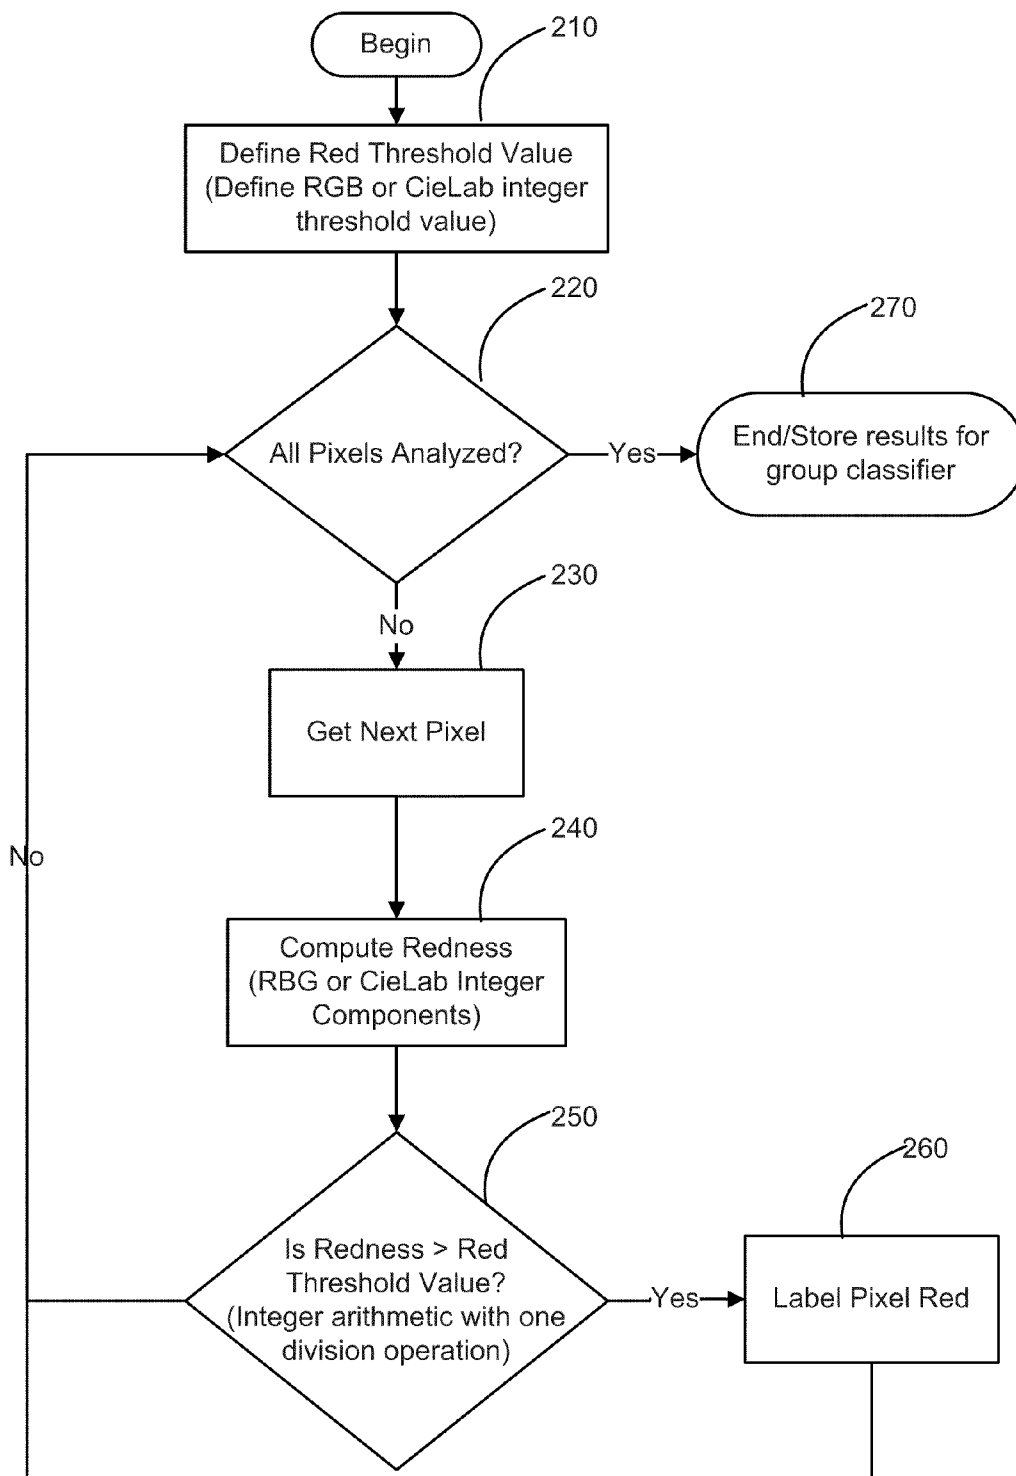 Begin
210
Define Red Threshold Value
(Define RGB or CieLab integer
threshold value)
220
270
All Pixels Analyzed?
Yes
End/Store results for
group classifier
230
No
Get Next Pixel
240
No
Compute Redness
(RBG or CieLab Integer
Components)
250
260
Is Redness > Red
Threshold Value?
(Integer arithmetic with one
division operation)
Yes
Label Pixel Red